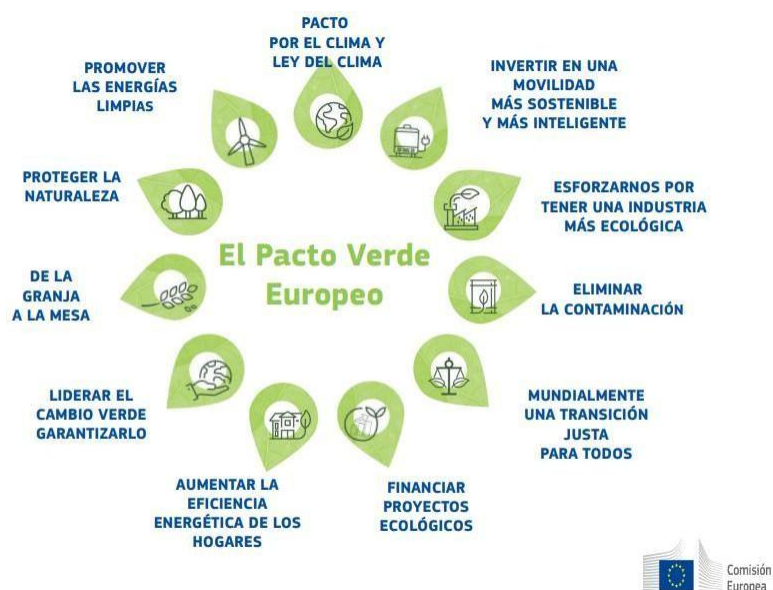 PACTO
POR EL CLIMA Y
LEY DEL CLIMA
INVERTIR EN UNA
MOVILIDAD
MÁS SOSTENIBLE
Y MÁS INTELIGENTE
ESFORZARNOS POR
TENER UNA INDUSTRIA
MÁS ECOLÓGICA
ELIMINAR
LA CONTAMINACIÓN
MUNDIALMENTE
UNA TRANSICIÓN
JUSTA
PARA TODOS
FINANCIAR
PROYECTOS
ECOLÓGICOS
AUMENTAR LA
EFICIENCIA
ENERGÉTICA DE LOS
HOGARES
LIDERAR EL
CAMBIO VERDE
GARANTIZARLO
DE LA
GRANJA
A LA MESA
PROTEGER LA
NATURALEZA
PROMOVER
LAS ENERGÍAS
LIMPIAS
El Pacto Verde
Europeo
Comisión
Europea